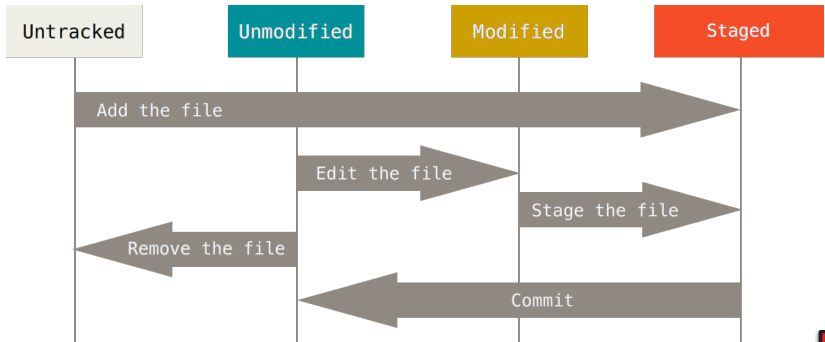 Untracked
Unmodified
Modified
Staged
Add the file
Edit the file
Stage the file
Remove the file
Commit